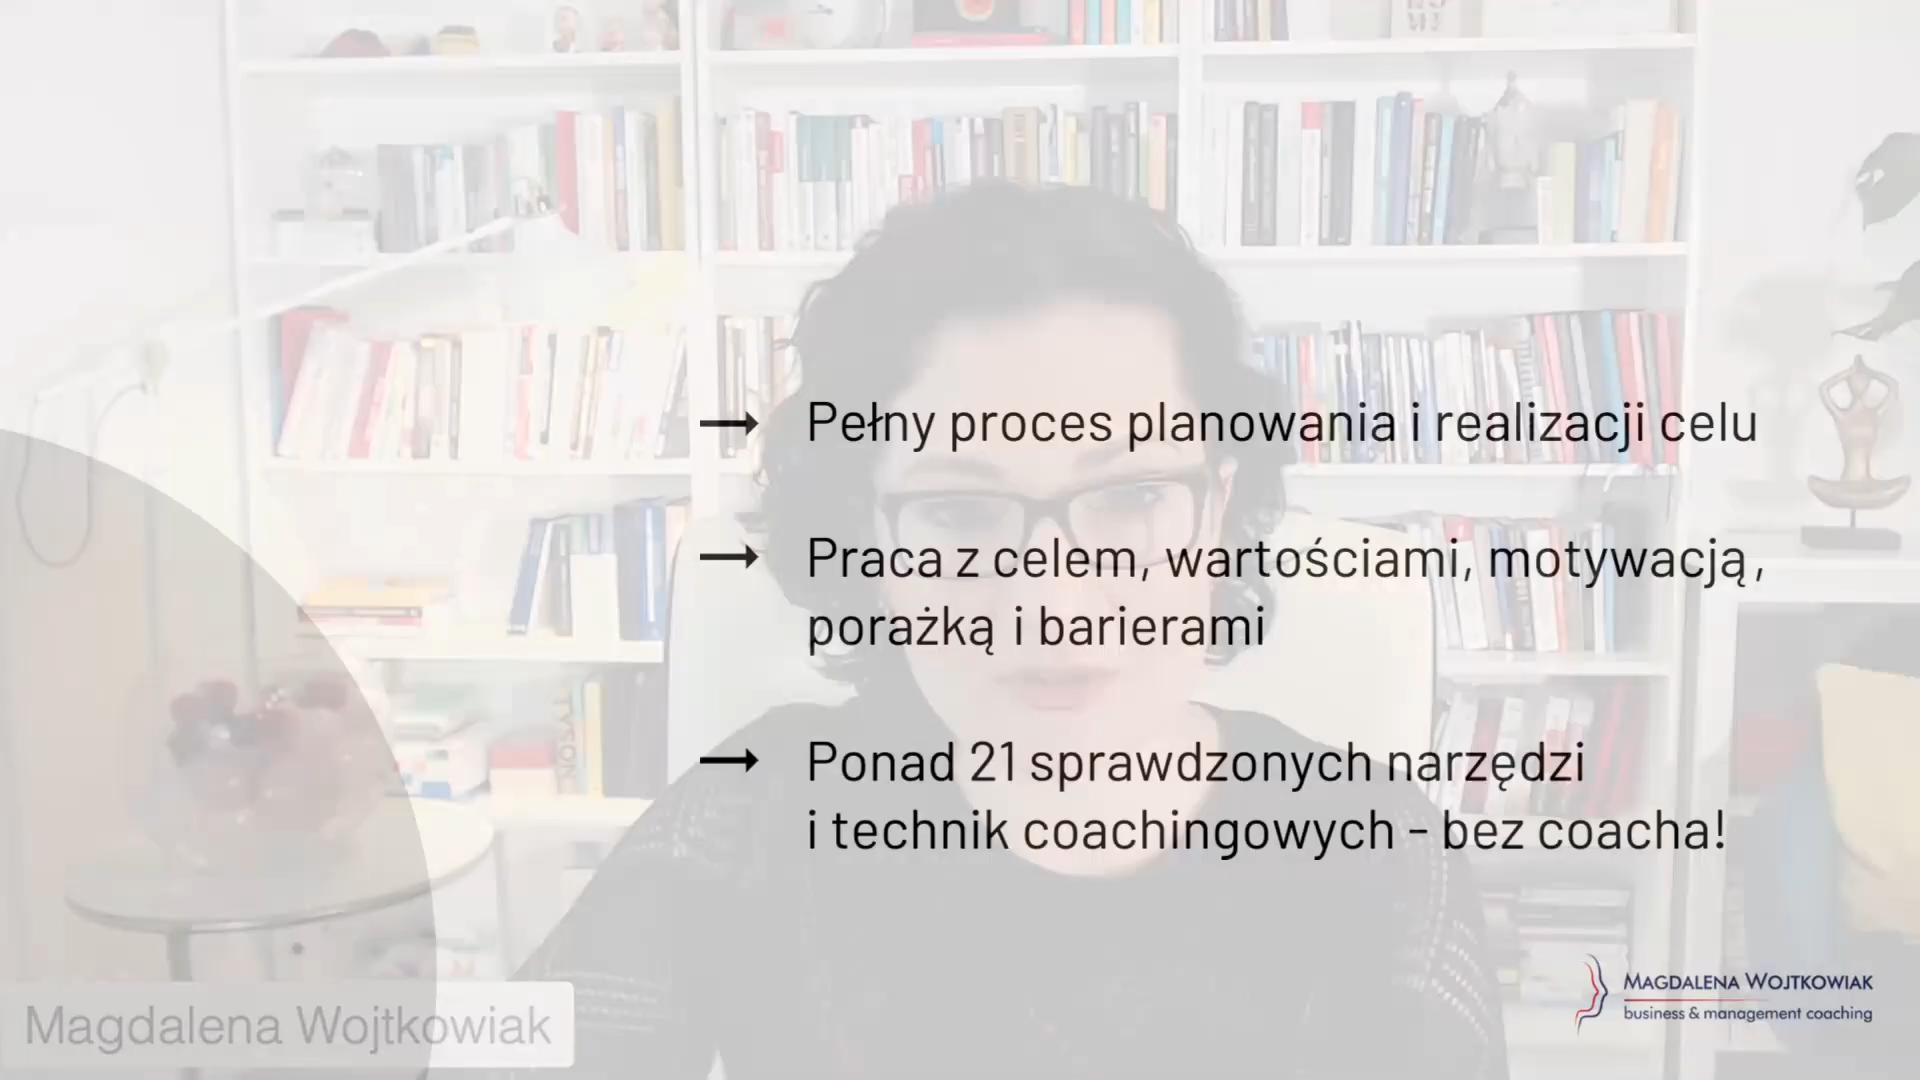 Pełny proces planowania i realizacji celu
Praca z celem, wartościami, motywacją,
porażką i barierami
Ponad 21 sprawdzonych narzędzi
i technik coachingowych - bez coacha!
Magdalena Wojtkowiak
MAGDALENA WOJTKOWIAK
business & management coaching